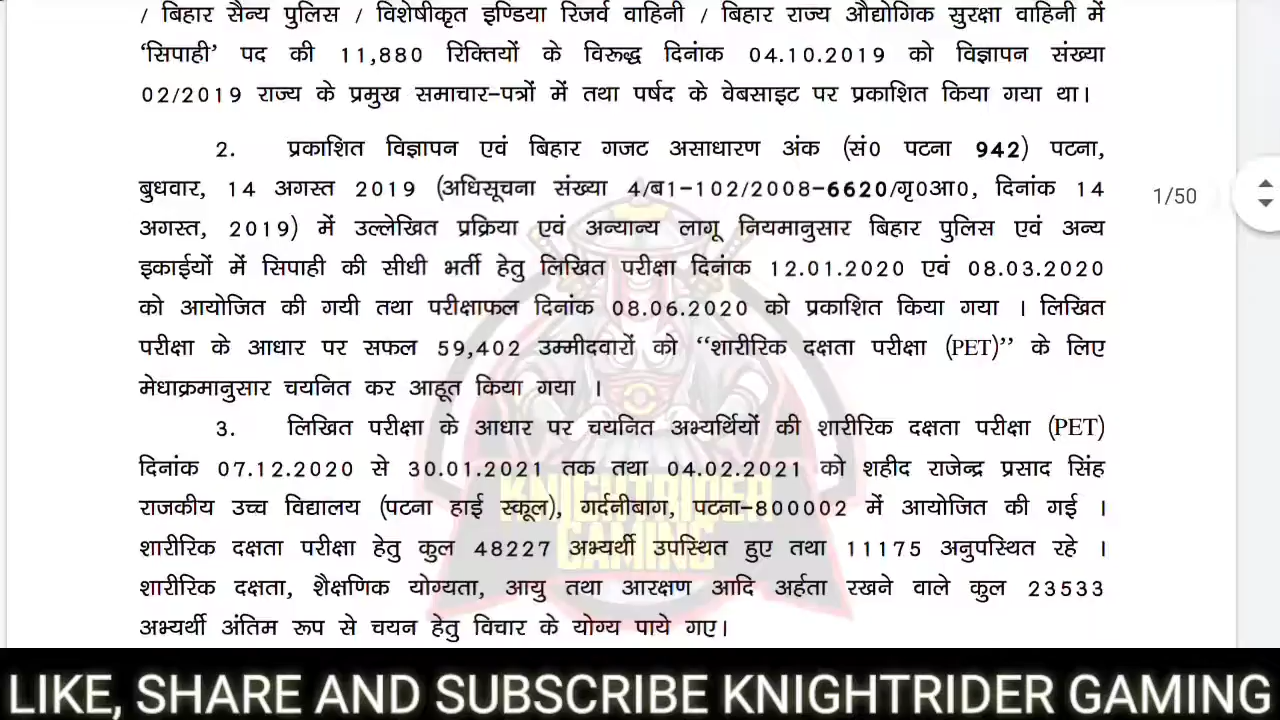 / बिहार सैन्य पुलिस / विशेषीकृत इण्डिया रिजर्व वाहिनी / बिहार राज्य औद्योगिक सुरक्षा वाहिनी में
‘सिपाही’ पद की 11,880 रिक्तियों के विरूद्ध दिनांक 04.10.2019 को विज्ञापन संख्या
02/2019 राज्य के प्रमुख समाचार-पत्रों में तथा पर्षद के वेबसाइट पर प्रकाशित किया गया था।
2. प्रकाशित विज्ञापन एवं बिहार गजट असाधारण अंक (सं0 पटना 942) पटना,
बुधवार, 14 अगस्त 2019 (अधिसूचना संख्या 4/ब1-102/2008-6620/गृ0आ0, दिनांक 14
अगस्त, 2019) में उल्लेखित प्रक्रिया एवं अन्यान्य लागू नियमानुसार बिहार पुलिस एवं अन्य
इकाईयों में सिपाही की सीधी भर्ती हेतु लिखित परीक्षा दिनांक 12.01.2020 एवं 08.03.2020
को आयोजित की गयी तथा परीक्षाफल दिनांक 08.06.2020 को प्रकाशित किया गया । लिखित
परीक्षा के आधार पर सफल 59,402 उम्मीदवारों को “शारीरिक दक्षता परीक्षा (PET)” के लिए
मेधाक्रमानुसार चयनित कर आहूत किया गया ।
3. लिखित परीक्षा के आधार पर चयनित अभ्यर्थियों की शारीरिक दक्षता परीक्षा (PET)
दिनांक 07.12.2020 से 30.01.2021 तक तथा 04.02.2021 को शहीद राजेन्द्र प्रसाद सिंह
राजकीय उच्च विद्यालय (पटना हाई स्कूल), गर्दनीबाग, पटना-800002 में आयोजित की गई ।
शारीरिक दक्षता परीक्षा हेतु कुल 48227 अभ्यर्थी उपस्थित हुए तथा 11175 अनुपस्थित रहे ।
शारीरिक दक्षता, शैक्षणिक योग्यता, आयु तथा आरक्षण आदि अर्हता रखने वाले कुल 23533
अभ्यर्थी अंतिम रूप से चयन हेतु विचार के योग्य पाये गए।
1/50
KNIGHTRIDER
GAMING
LIKE, SHARE AND SUBSCRIBE KNIGHTRIDER GAMING